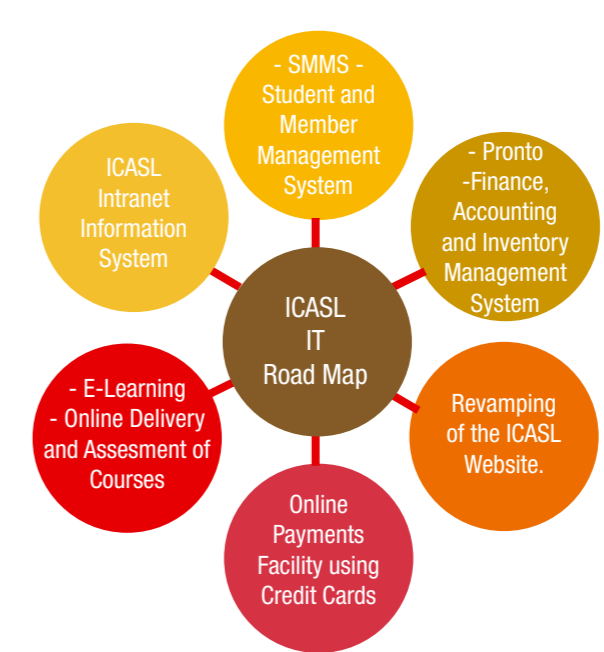 - SMMS -
Student and
Member
Management
System
- Pronto
-Finance,
Accounting
and Inventory
Management
System
ICASL
Intranet
Information
System
ICASL
IT
Road Map
- E-Learning
- Online Delivery
and Assesment of
Courses
Revamping
of the ICASL
Website.
Online
Payments
Facility using
Credit Cards